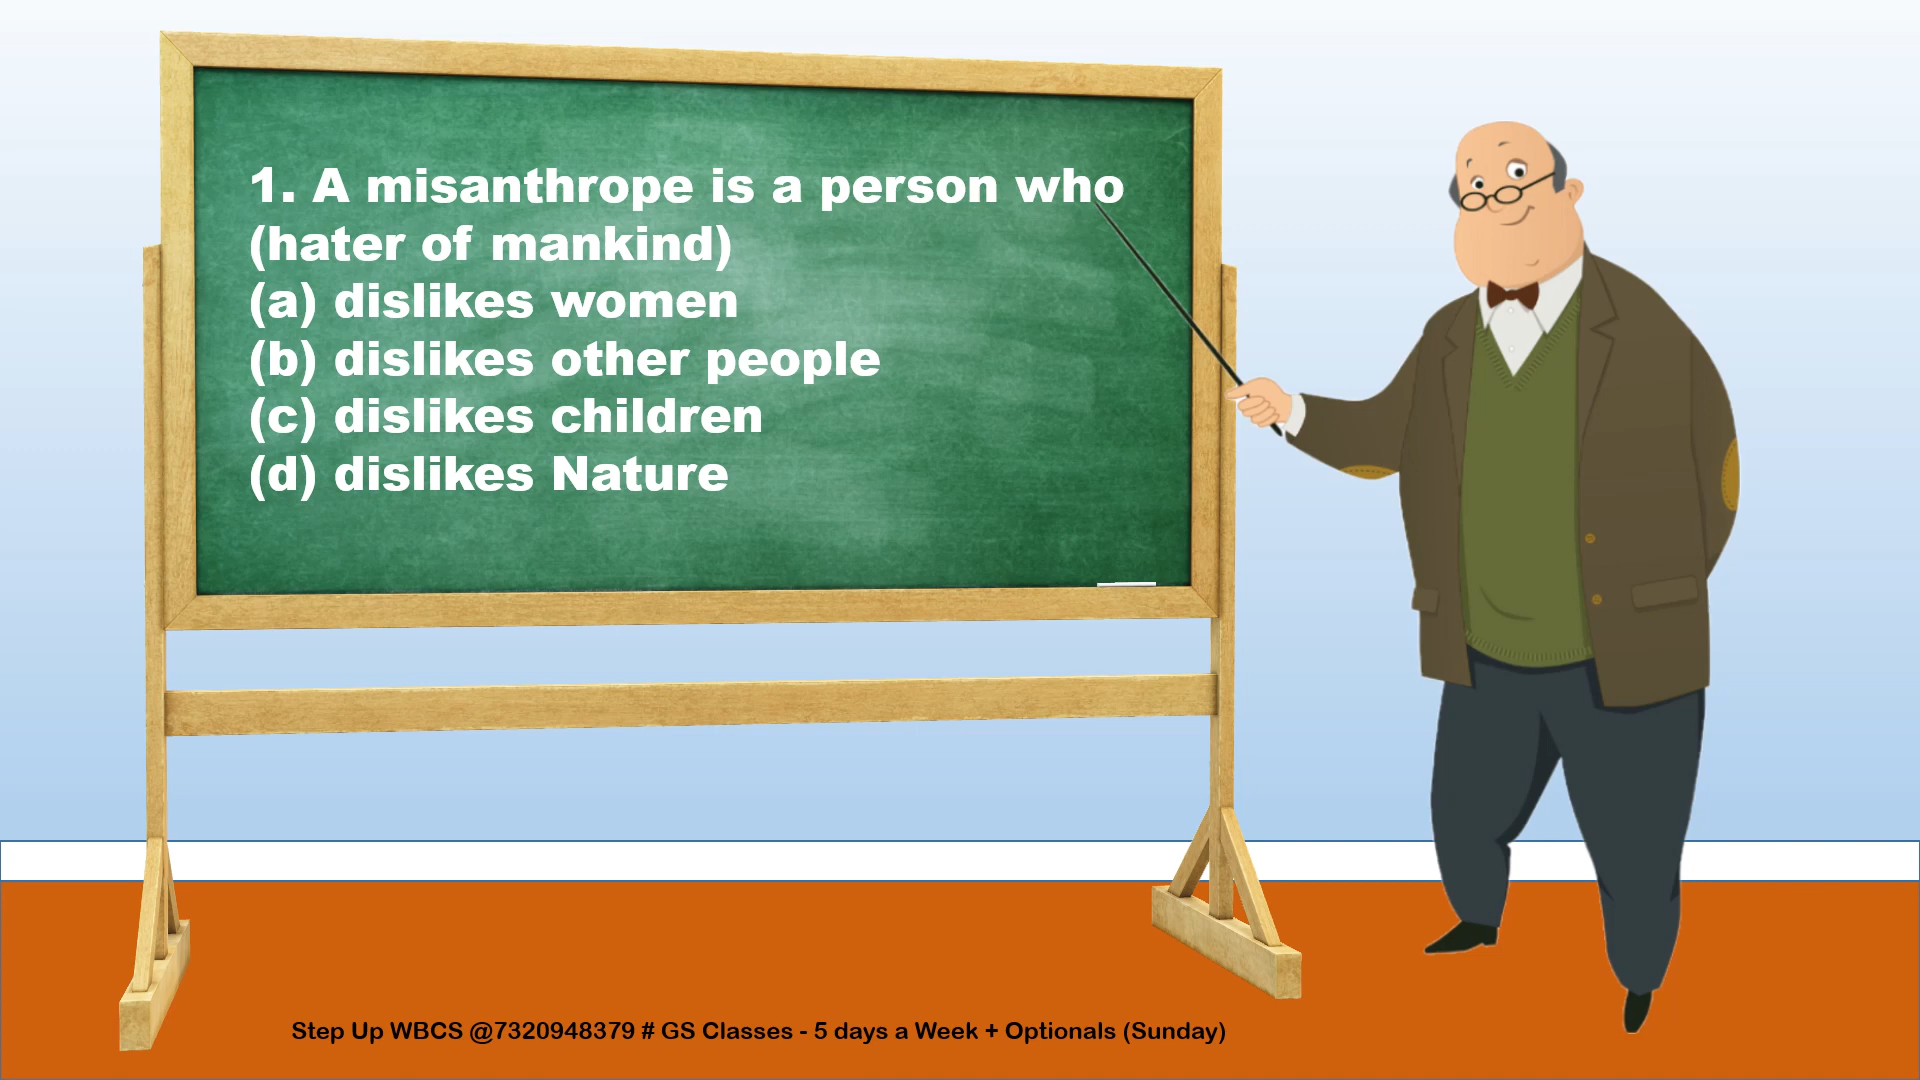 1. A misanthrope is a person who
(hater of mankind)
(a) dislikes women
(b) dislikes other people
(c) dislikes children
(d) dislikes Nature
Step Up WBCS @7320948379 # GS Classes - 5 days a Week + Optionals (Sunday)